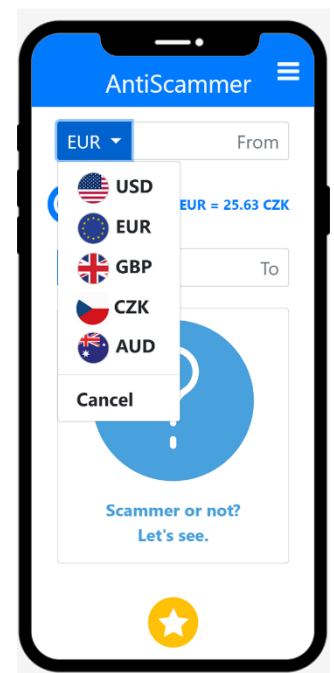 AntiScammer
EUR From
USD
EUR = 25.63 CZK
EUR
GBP
To
CZK
AUD
Cancel
Scammer or not?
Let's see.